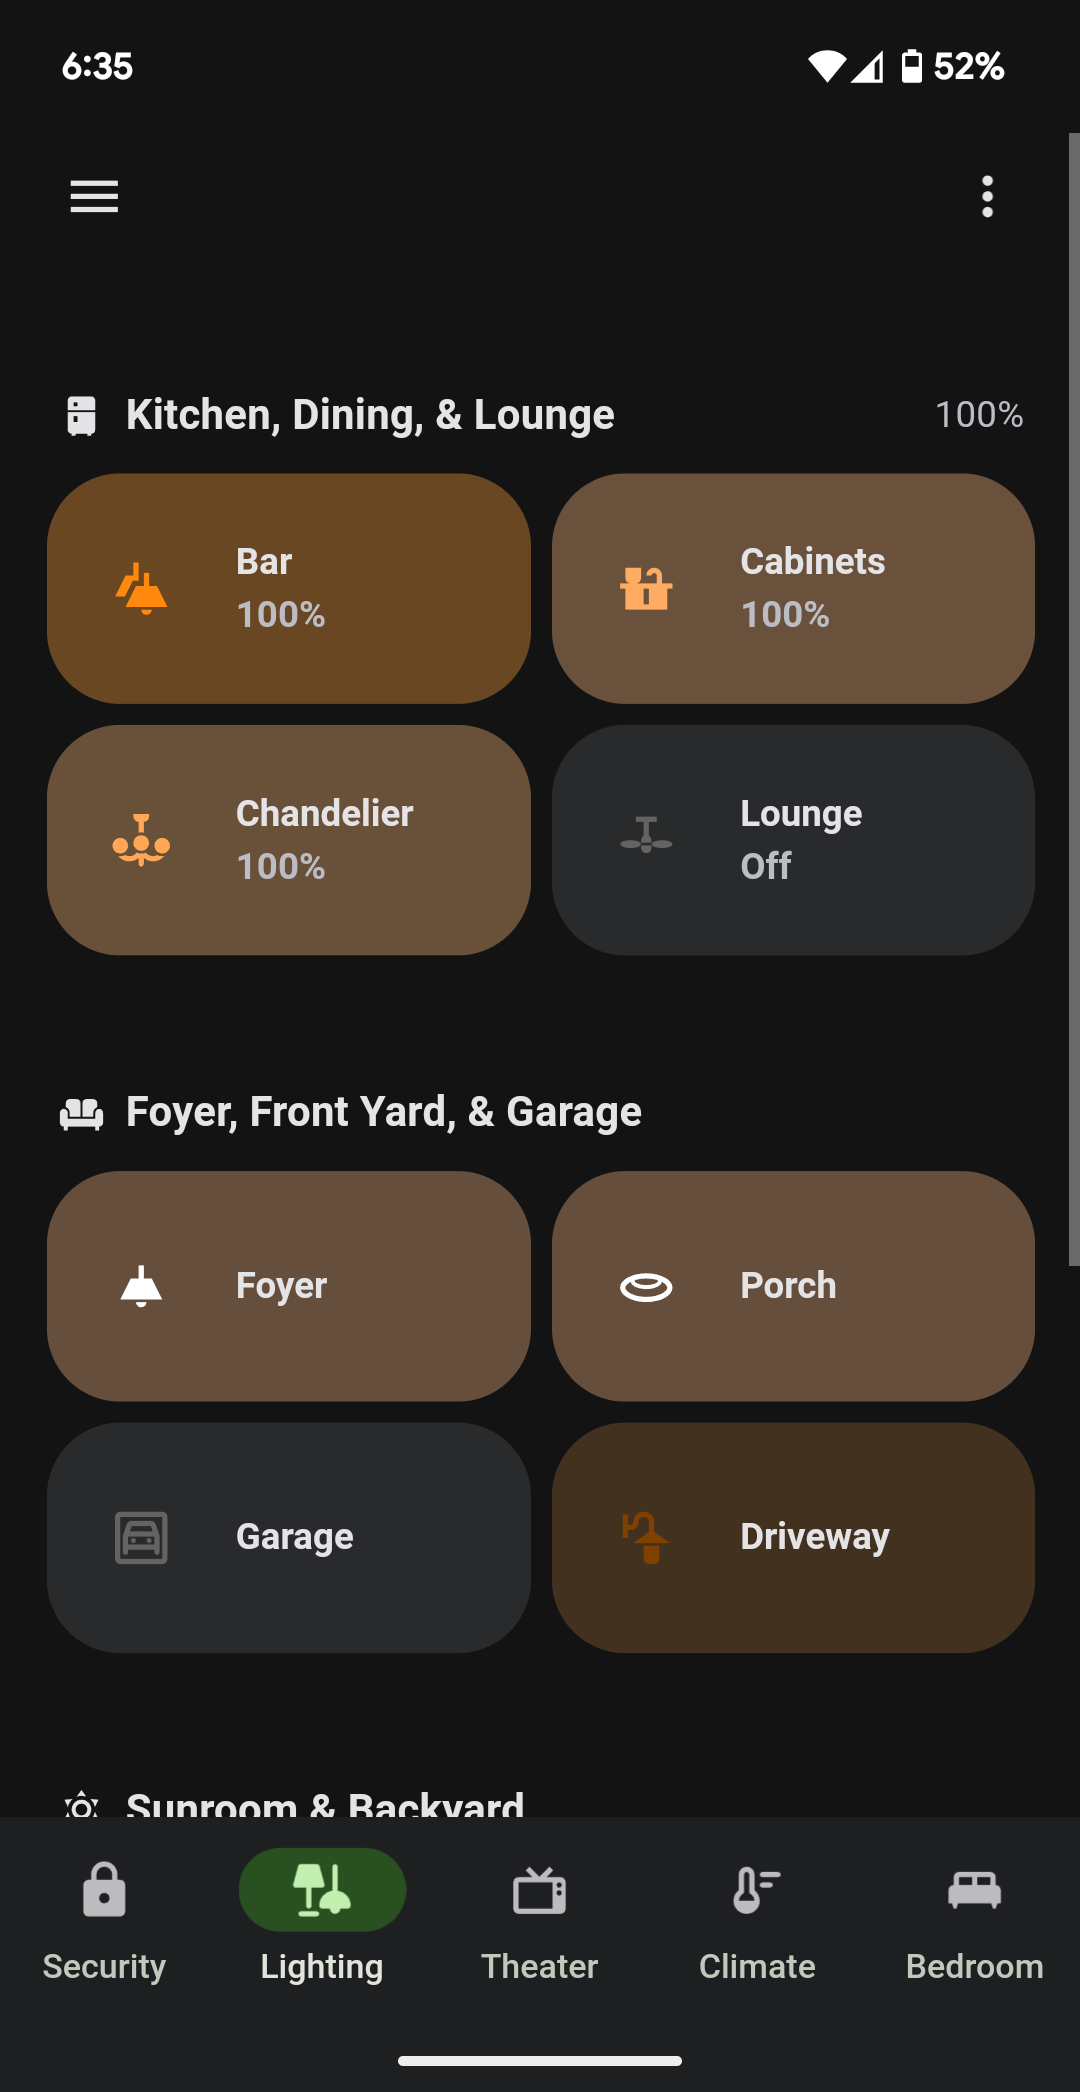 6:35
52%
Kitchen, Dining, & Lounge
100%
Bar
100%
Cabinets
100%
Chandelier
100%
Lounge
Off
Foyer, Front Yard, & Garage
Foyer
Porch
Garage
Driveway
Sunroom & Backyard
Security
Lighting
Theater
Climate
Bedroom